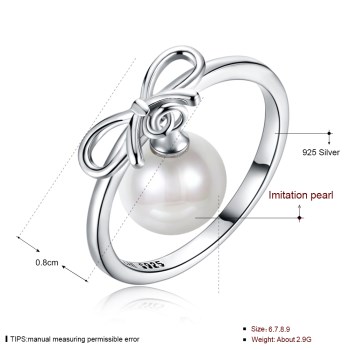 925 Silver
Imitation pearl
0.8cm
925
Size: 6.7.8.9
TIPS:manual measuring permissible error
Weight: About 2.9G